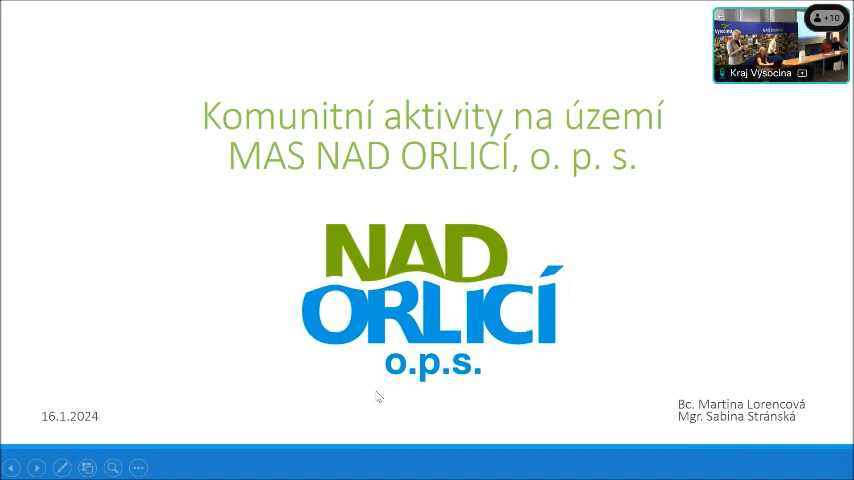 +10
Vysocina
Kraj Vysočina
Komunitní aktivity na území
MAS NAD ORLICÍ, o. p. s.
NAD
ORLICÍ
o.p.s.
16.1.2024
Bc. Martina Lorencová
Mgr. Sabina Stránská